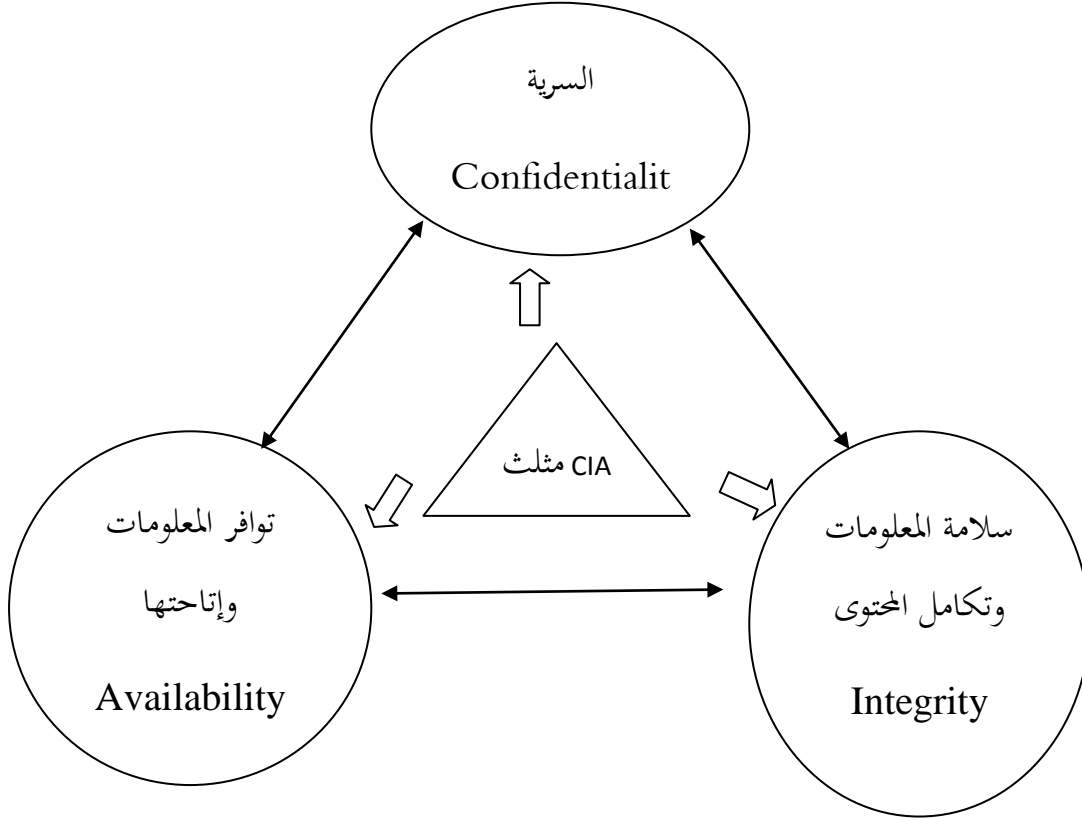 السرية
Confidentialit
مثلث CIA
سلامة المعلومات
وتكامل المحتوى
Integrity
توافر المعلومات
وإتاحتها
Availability